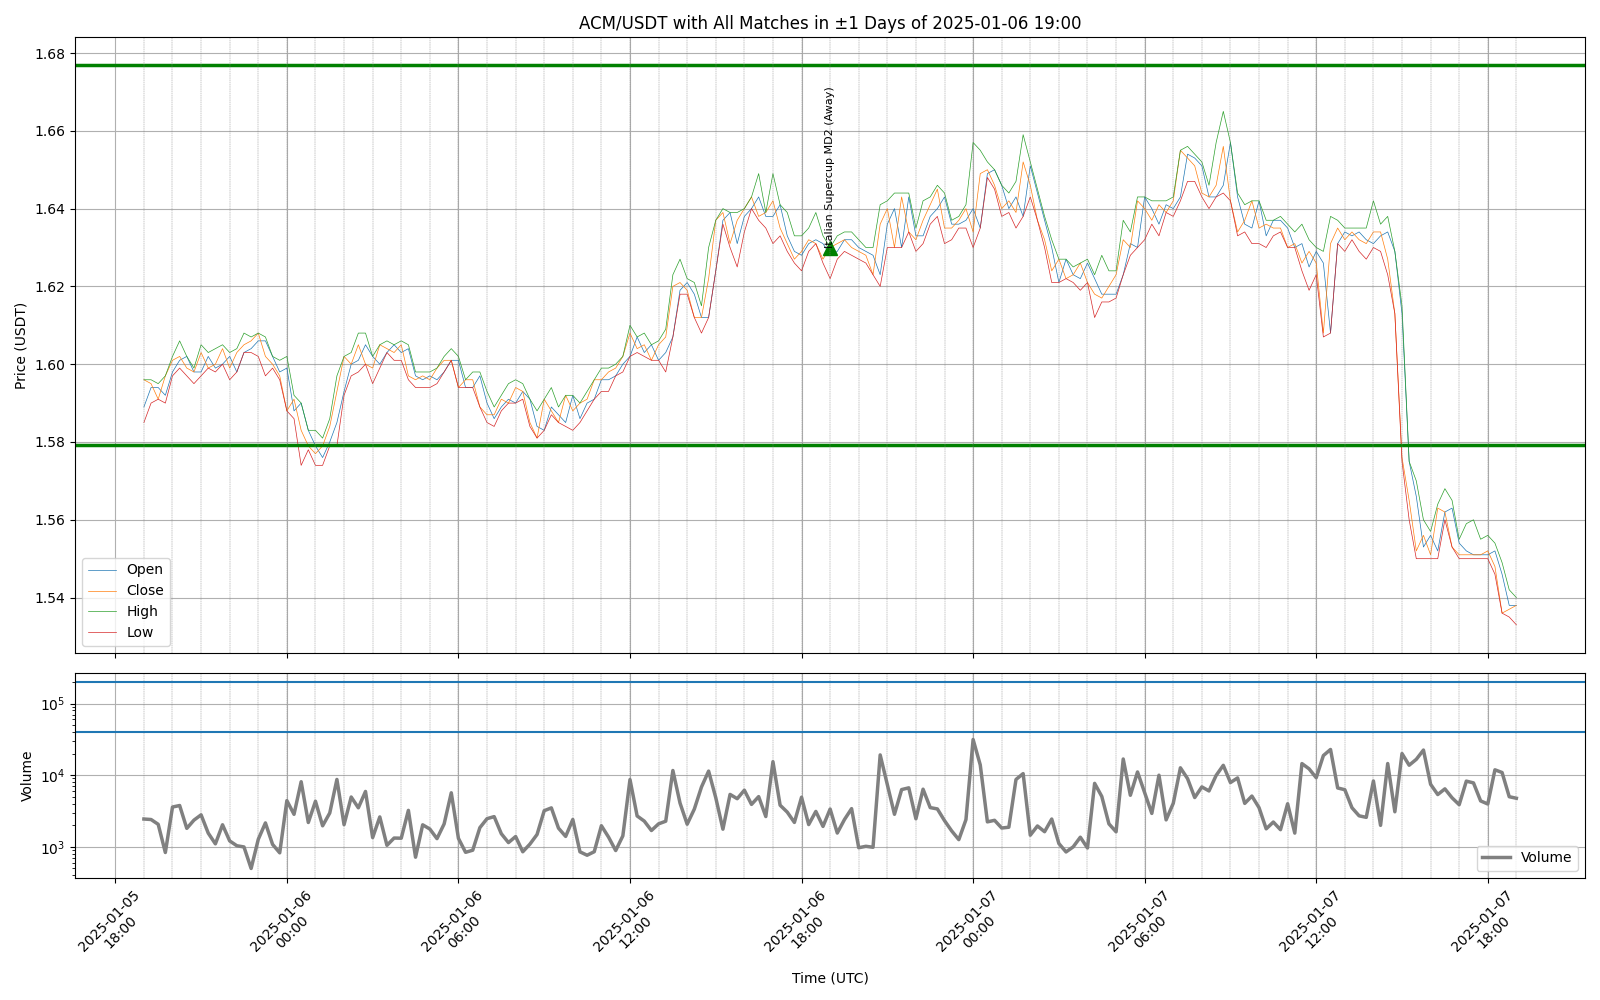 ACM/USDT with All Matches in ±1 Days of 2025-01-06 19:00
Price (USDT)
1.68
1.66
1.64
1.62
1.60
1.58
1.56
1.54
Italian Supercup MD2 (Away)
Open
Close
High
Low
Volume
10^5
10^4
10^3
Volume
2025-01-05
18:00
2025-01-06
00:00
2025-01-06
06:00
2025-01-06
12:00
2025-01-06
18:00
2025-01-07
00:00
2025-01-07
06:00
2025-01-07
12:00
2025-01-07
18:00
Time (UTC)